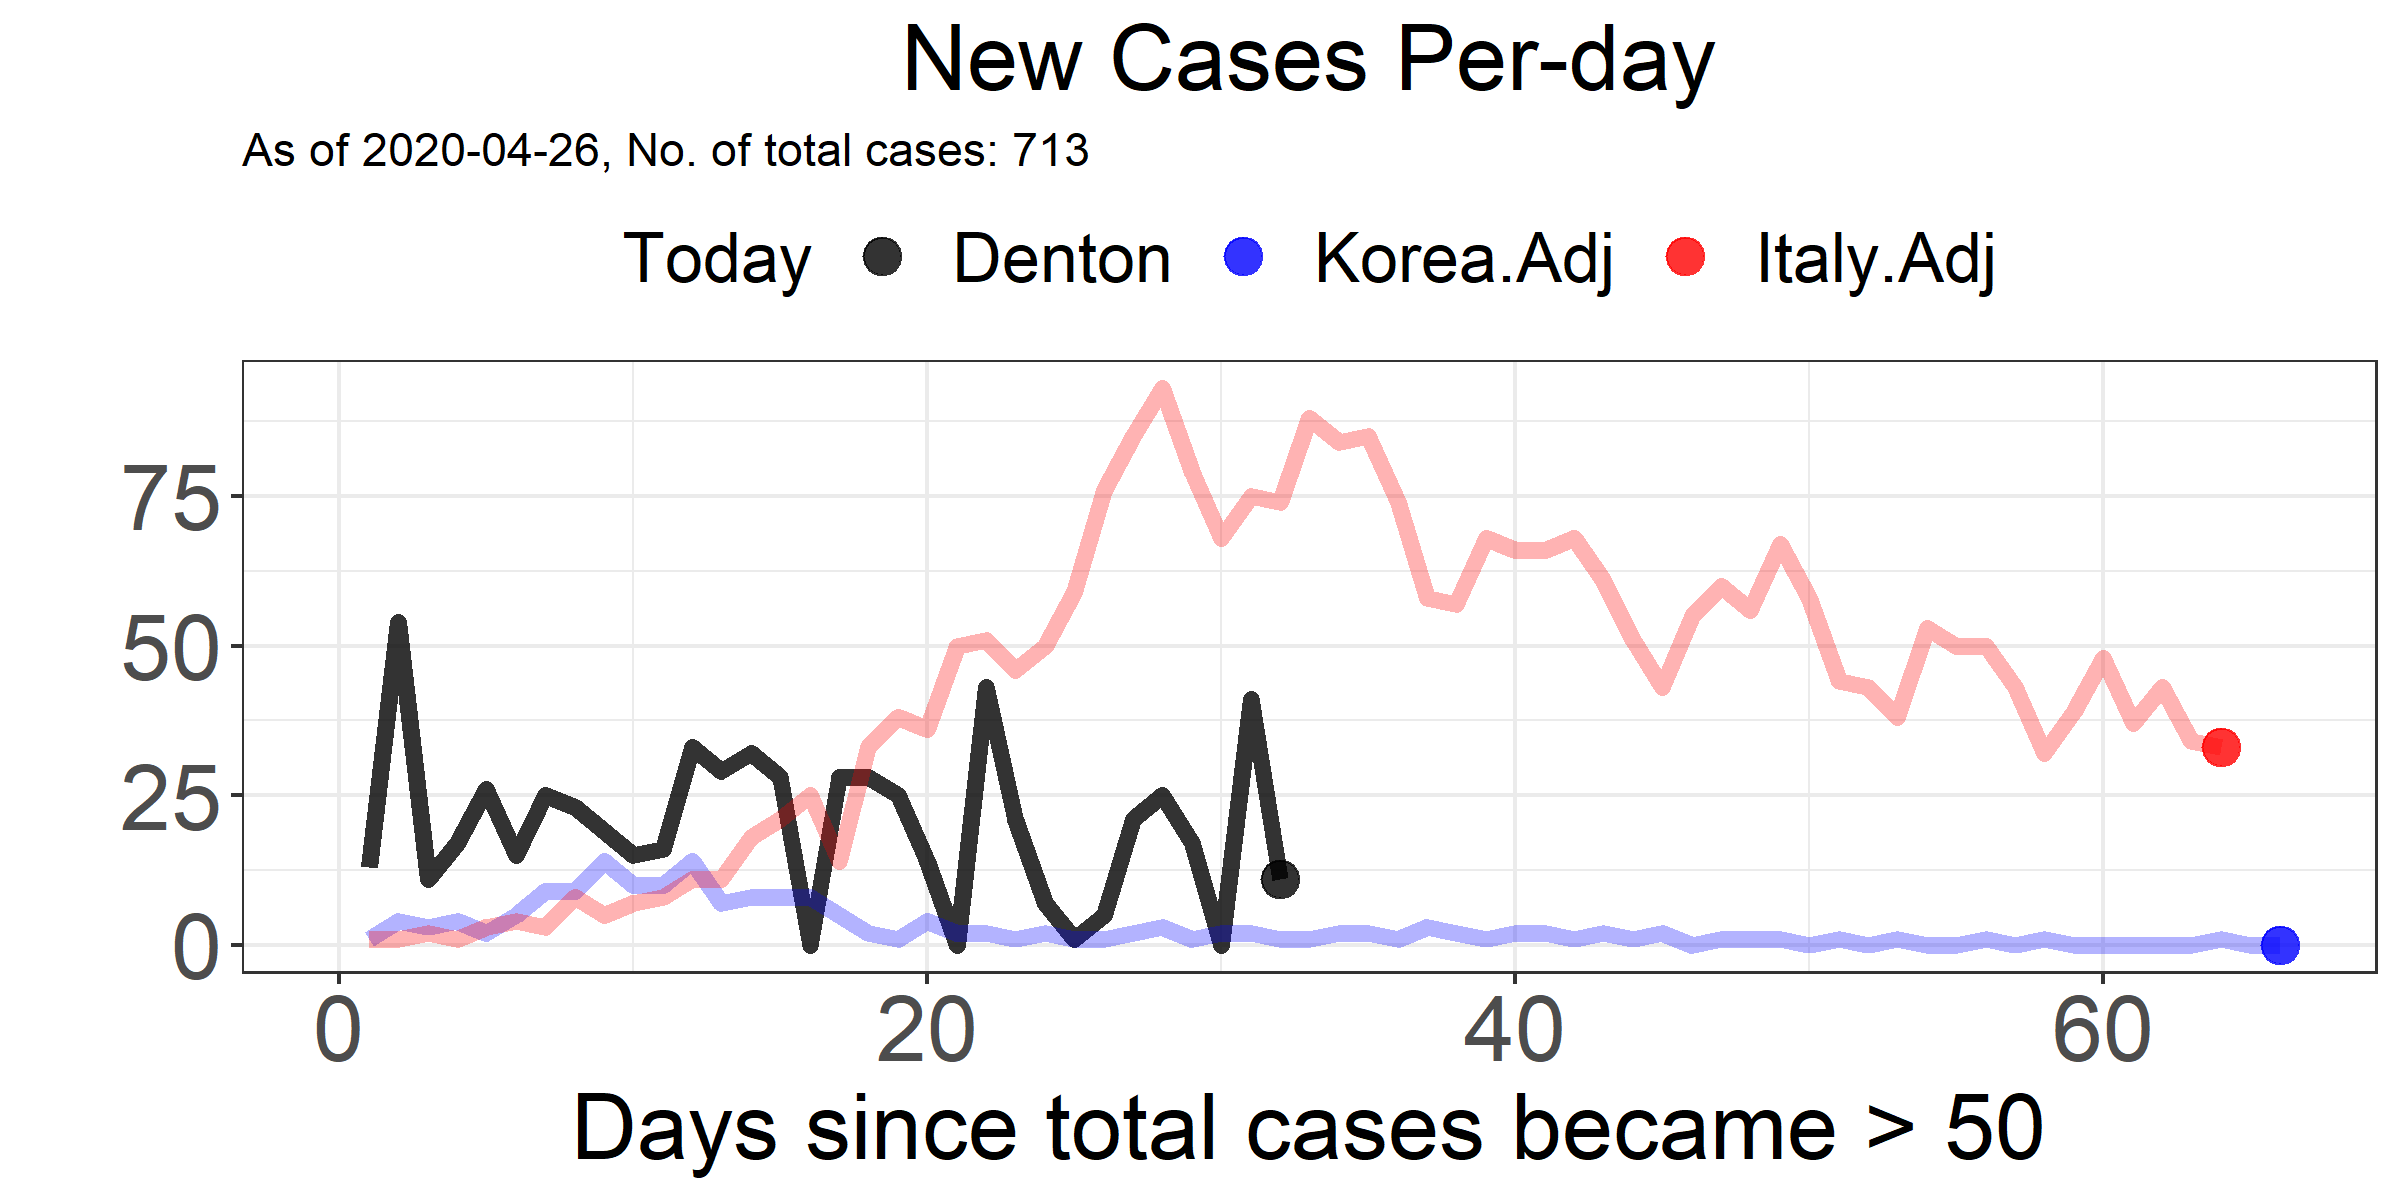 New Cases Per-day
As of 2020-04-26, No. of total cases: 713
Today Denton Korea.Adj Italy.Adj
75
50
25
0
0 20 40 60
Days since total cases became > 50